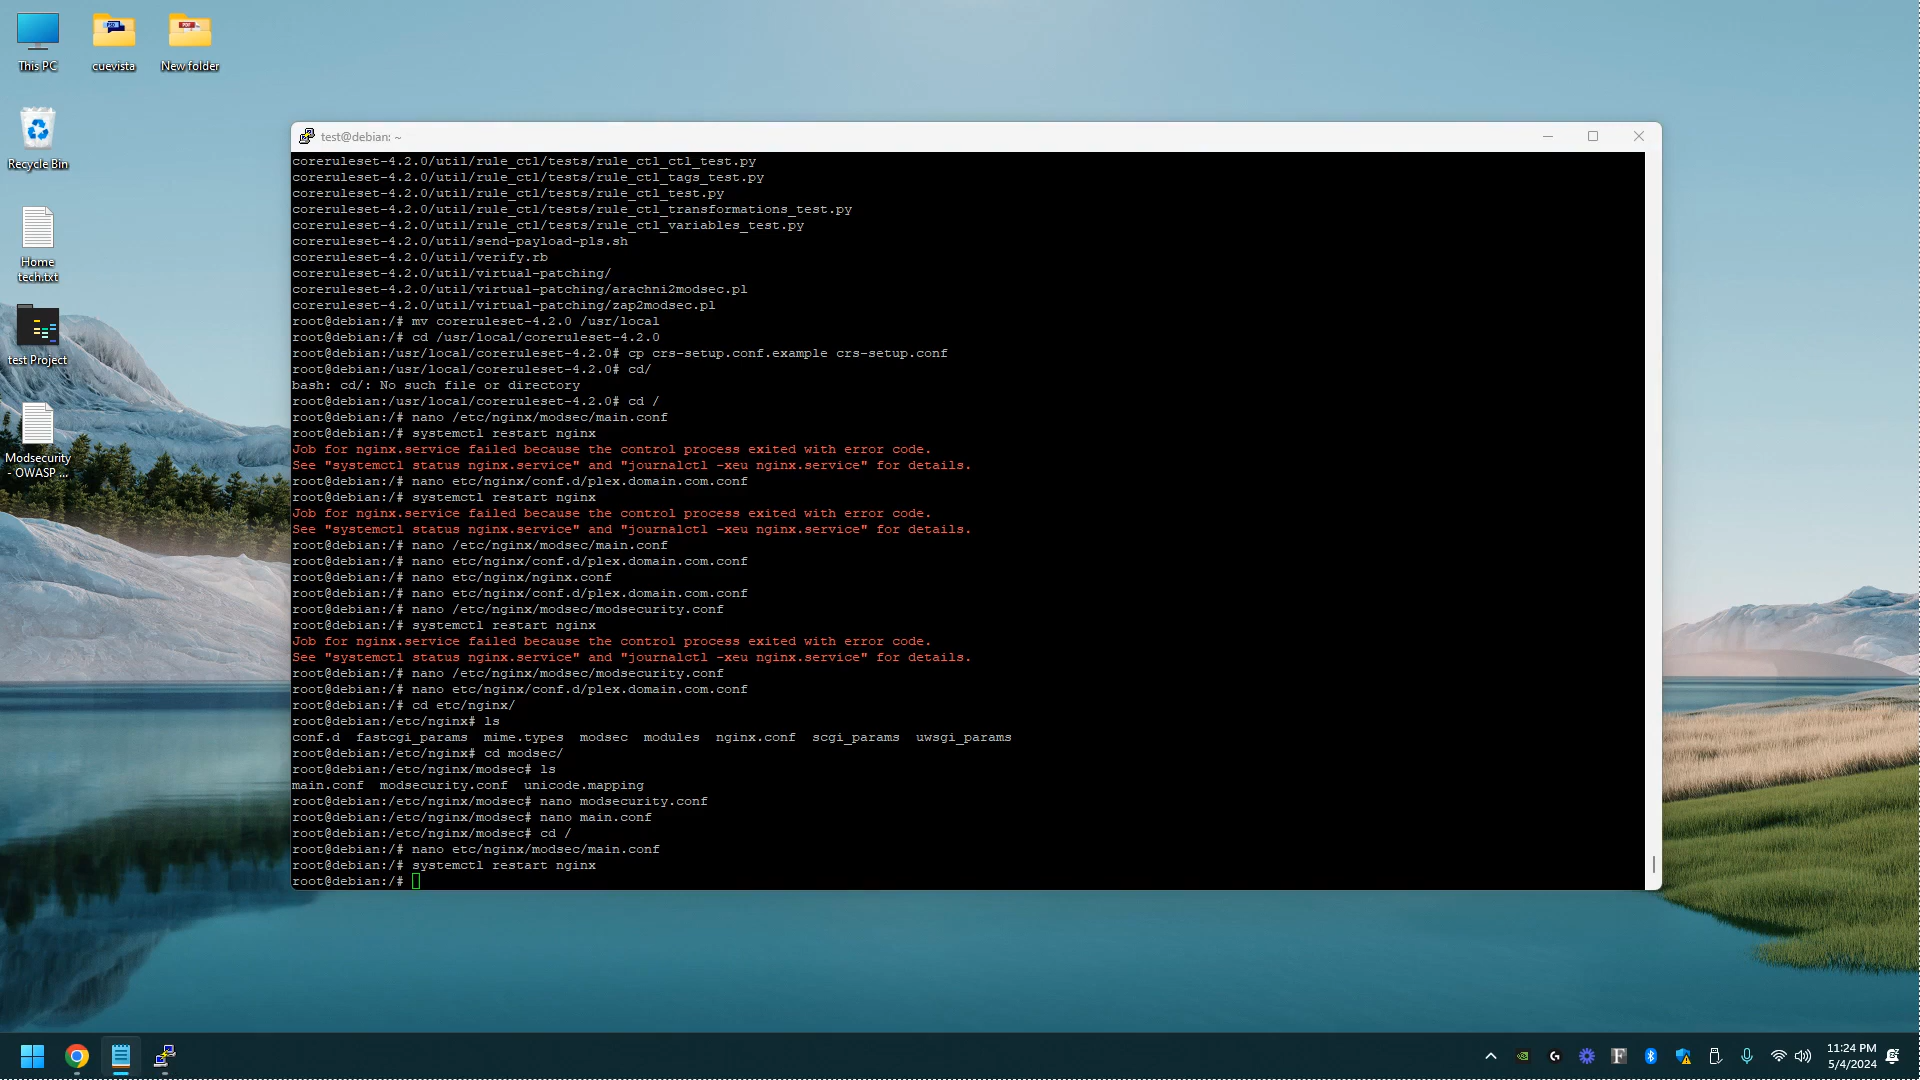 This PC
cuevista
New folder
Recycle Bin
Home
tech.txt
test Project
Modsecurity
- OWASP ...
test@debian: ~
coreruleset-4.2.0/util/rule_ctl/tests/rule_ctl_ctl_test.py
coreruleset-4.2.0/util/rule_ctl/tests/rule_ctl_tags_test.py
coreruleset-4.2.0/util/rule_ctl/tests/rule_ctl_test.py
coreruleset-4.2.0/util/rule_ctl/tests/rule_ctl_transformations_test.py
coreruleset-4.2.0/util/rule_ctl/tests/rule_ctl_variables_test.py
coreruleset-4.2.0/util/send-payload-pls.sh
coreruleset-4.2.0/util/verify.rb
coreruleset-4.2.0/util/virtual-patching/
coreruleset-4.2.0/util/virtual-patching/arachni2modsec.pl
coreruleset-4.2.0/util/virtual-patching/zap2modsec.pl
root@debian:/# mv coreruleset-4.2.0 /usr/local
root@debian:/# cd /usr/local/coreruleset-4.2.0
root@debian:/usr/local/coreruleset-4.2.0# cp crs-setup.conf.example crs-setup.conf
root@debian:/usr/local/coreruleset-4.2.0# cd/
bash: cd/: No such file or directory
root@debian:/usr/local/coreruleset-4.2.0# cd /
root@debian:/# nano /etc/nginx/modsec/main.conf
root@debian:/# systemctl restart nginx
Job for nginx.service failed because the control process exited with error code.
See "systemctl status nginx.service" and "journalctl -xeu nginx.service" for details.
root@debian:/# nano etc/nginx/conf.d/plex.domain.com.conf
root@debian:/# systemctl restart nginx
Job for nginx.service failed because the control process exited with error code.
See "systemctl status nginx.service" and "journalctl -xeu nginx.service" for details.
root@debian:/# nano /etc/nginx/modsec/main.conf
root@debian:/# nano etc/nginx/conf.d/plex.domain.com.conf
root@debian:/# nano etc/nginx/nginx.conf
root@debian:/# nano etc/nginx/conf.d/plex.domain.com.conf
root@debian:/# nano /etc/nginx/modsec/modsecurity.conf
root@debian:/# systemctl restart nginx
Job for nginx.service failed because the control process exited with error code.
See "systemctl status nginx.service" and "journalctl -xeu nginx.service" for details.
root@debian:/# nano /etc/nginx/modsec/modsecurity.conf
root@debian:/# nano etc/nginx/conf.d/plex.domain.com.conf
root@debian:/# cd etc/nginx/
root@debian:/etc/nginx# ls
conf.d  fastcgi_params  mime.types  modsec  modules  nginx.conf  scgi_params  uwsgi_params
root@debian:/etc/nginx# cd modsec/
root@debian:/etc/nginx/modsec# ls
main.conf  modsecurity.conf  unicode.mapping
root@debian:/etc/nginx/modsec# nano modsecurity.conf
root@debian:/etc/nginx/modsec# nano main.conf
root@debian:/etc/nginx/modsec# cd /
root@debian:/# nano etc/nginx/modsec/main.conf
root@debian:/# systemctl restart nginx
root@debian:/#
11:24 PM
5/4/2024